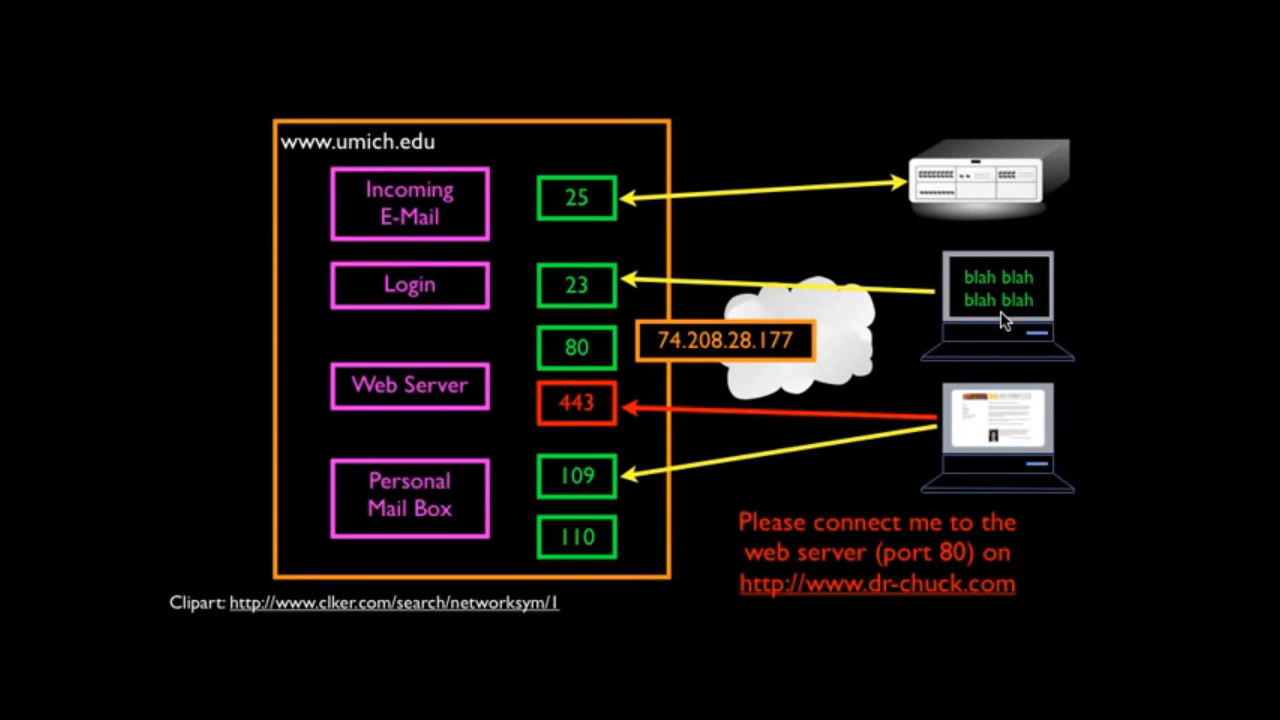 www.umich.edu
Incoming
E-Mail
25
Login
23
blah blah
blah blah
80
74.208.28.177
Web Server
443
Personal
Mail Box
109
110
Please connect me to the
web server (port 80) on
http://www.dr-chuck.com
Clipart: http://www.clker.com/search/networksym/1